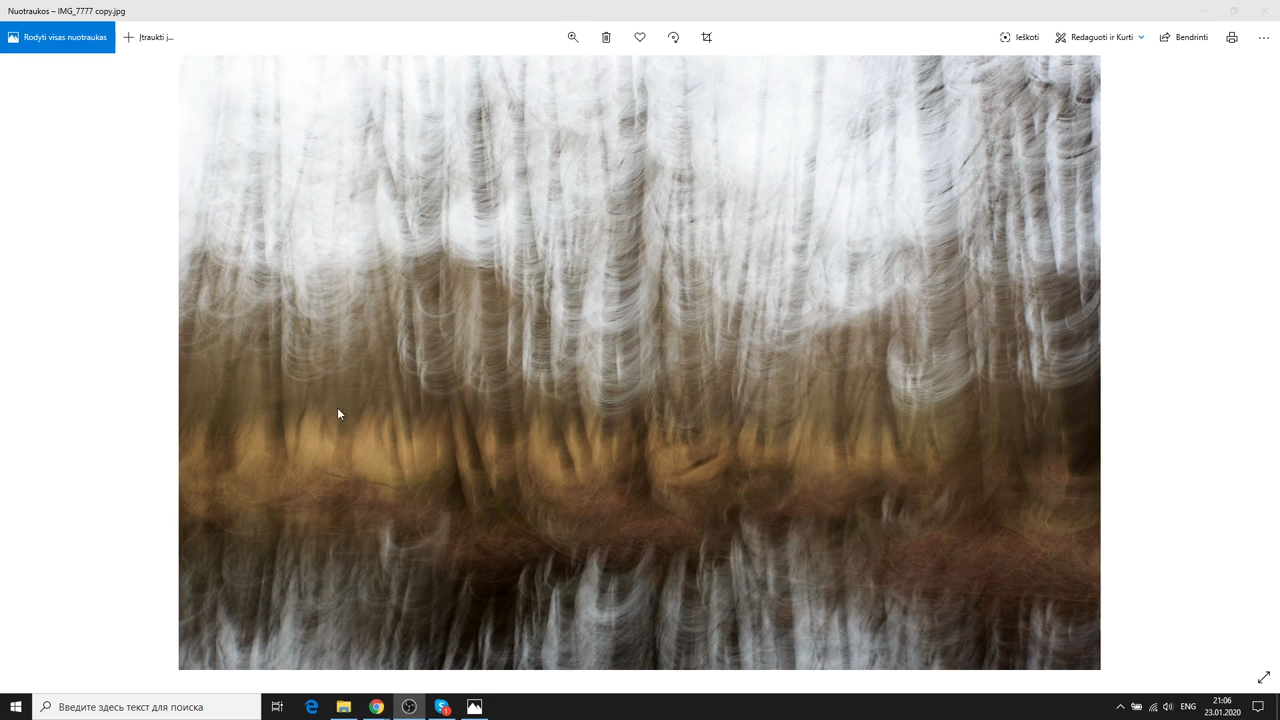 Nuotraukos – IMG_7777 copy.jpg
Rodyti visas nuotraukas
Įtraukti į...
Ieškoti
Redaguoti ir Kurti
Bendrinti
Введите здесь текст для поиска
1
ENG
21:06
23.01.2020